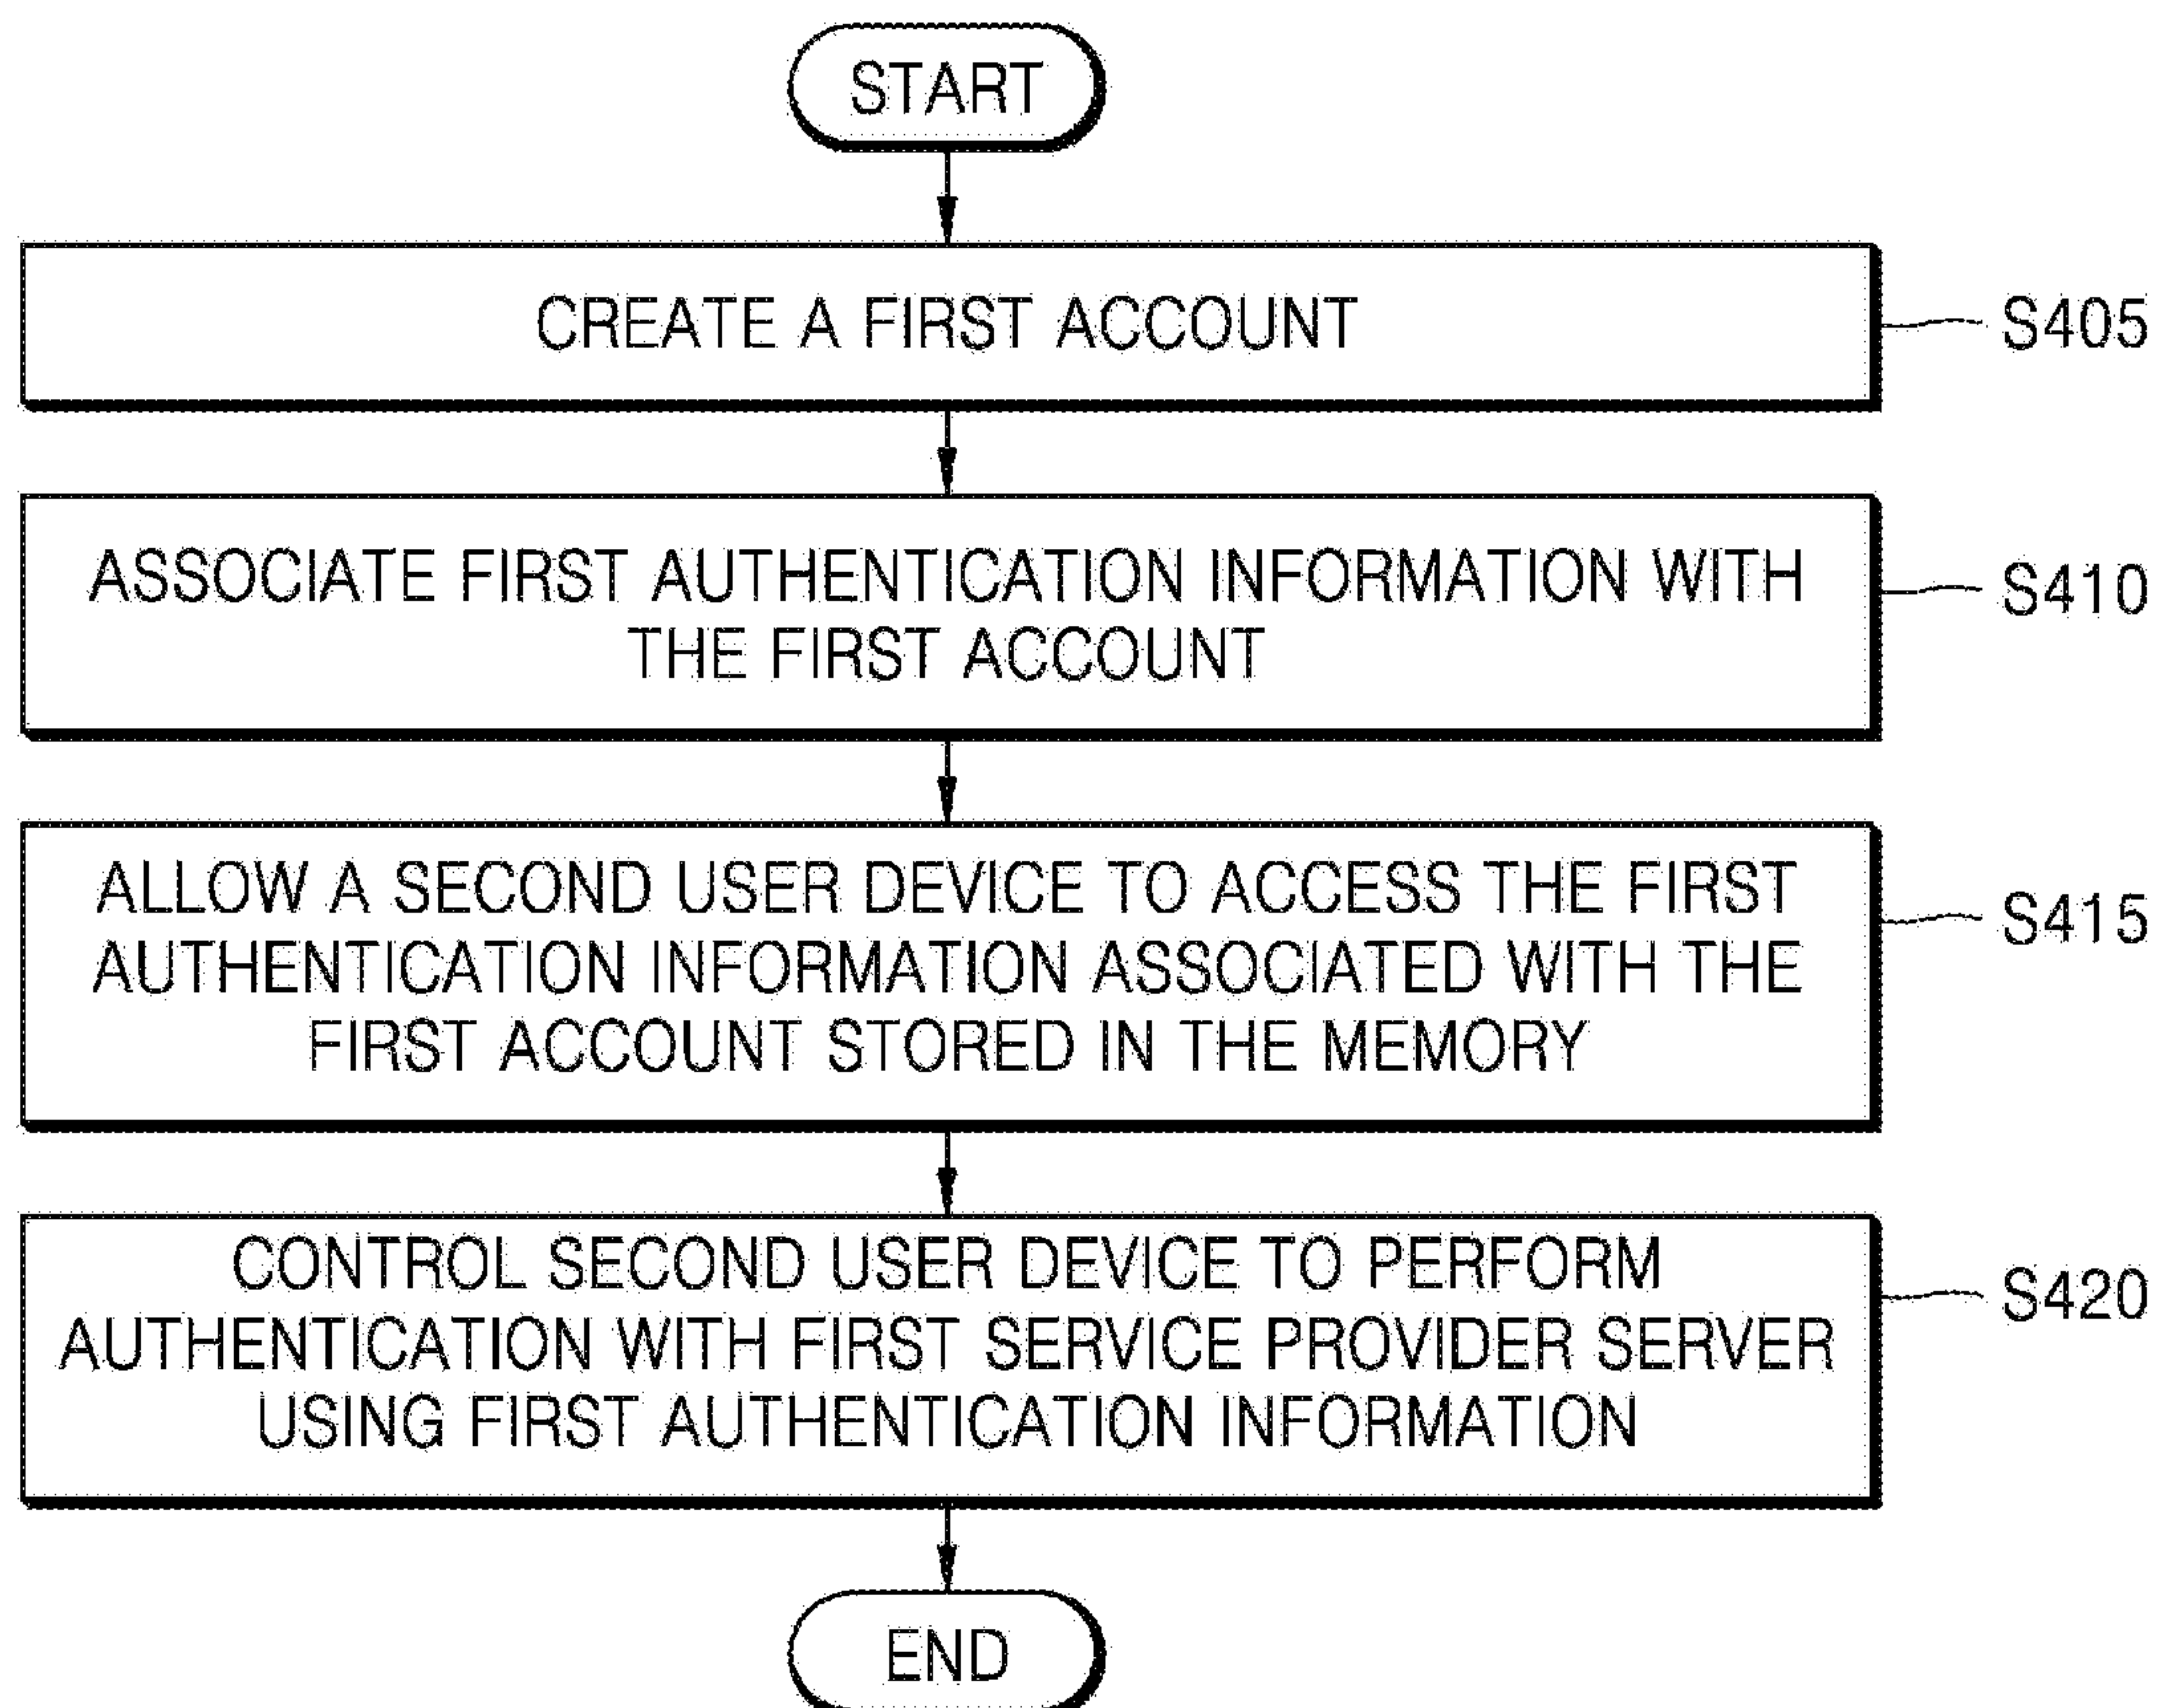 START
CREATE A FIRST ACCOUNT
S405
ASSOCIATE FIRST AUTHENTICATION INFORMATION WITH
THE FIRST ACCOUNT
S410
ALLOW A SECOND USER DEVICE TO ACCESS THE FIRST
AUTHENTICATION INFORMATION ASSOCIATED WITH THE
FIRST ACCOUNT STORED IN THE MEMORY
S415
CONTROL SECOND USER DEVICE TO PERFORM
AUTHENTICATION WITH FIRST SERVICE PROVIDER SERVER
USING FIRST AUTHENTICATION INFORMATION
S420
END